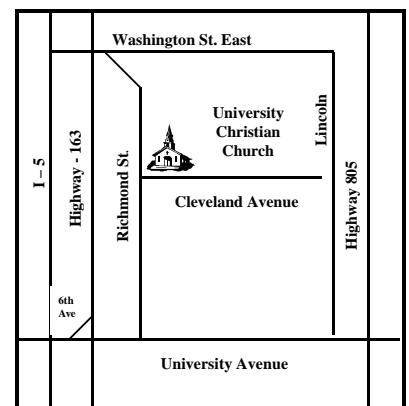 Washington St. East
University
Christian
Church
Lincoln
I – 5
Highway - 163
Richmond St.
Highway 805
Cleveland Avenue
6th
Ave
University Avenue